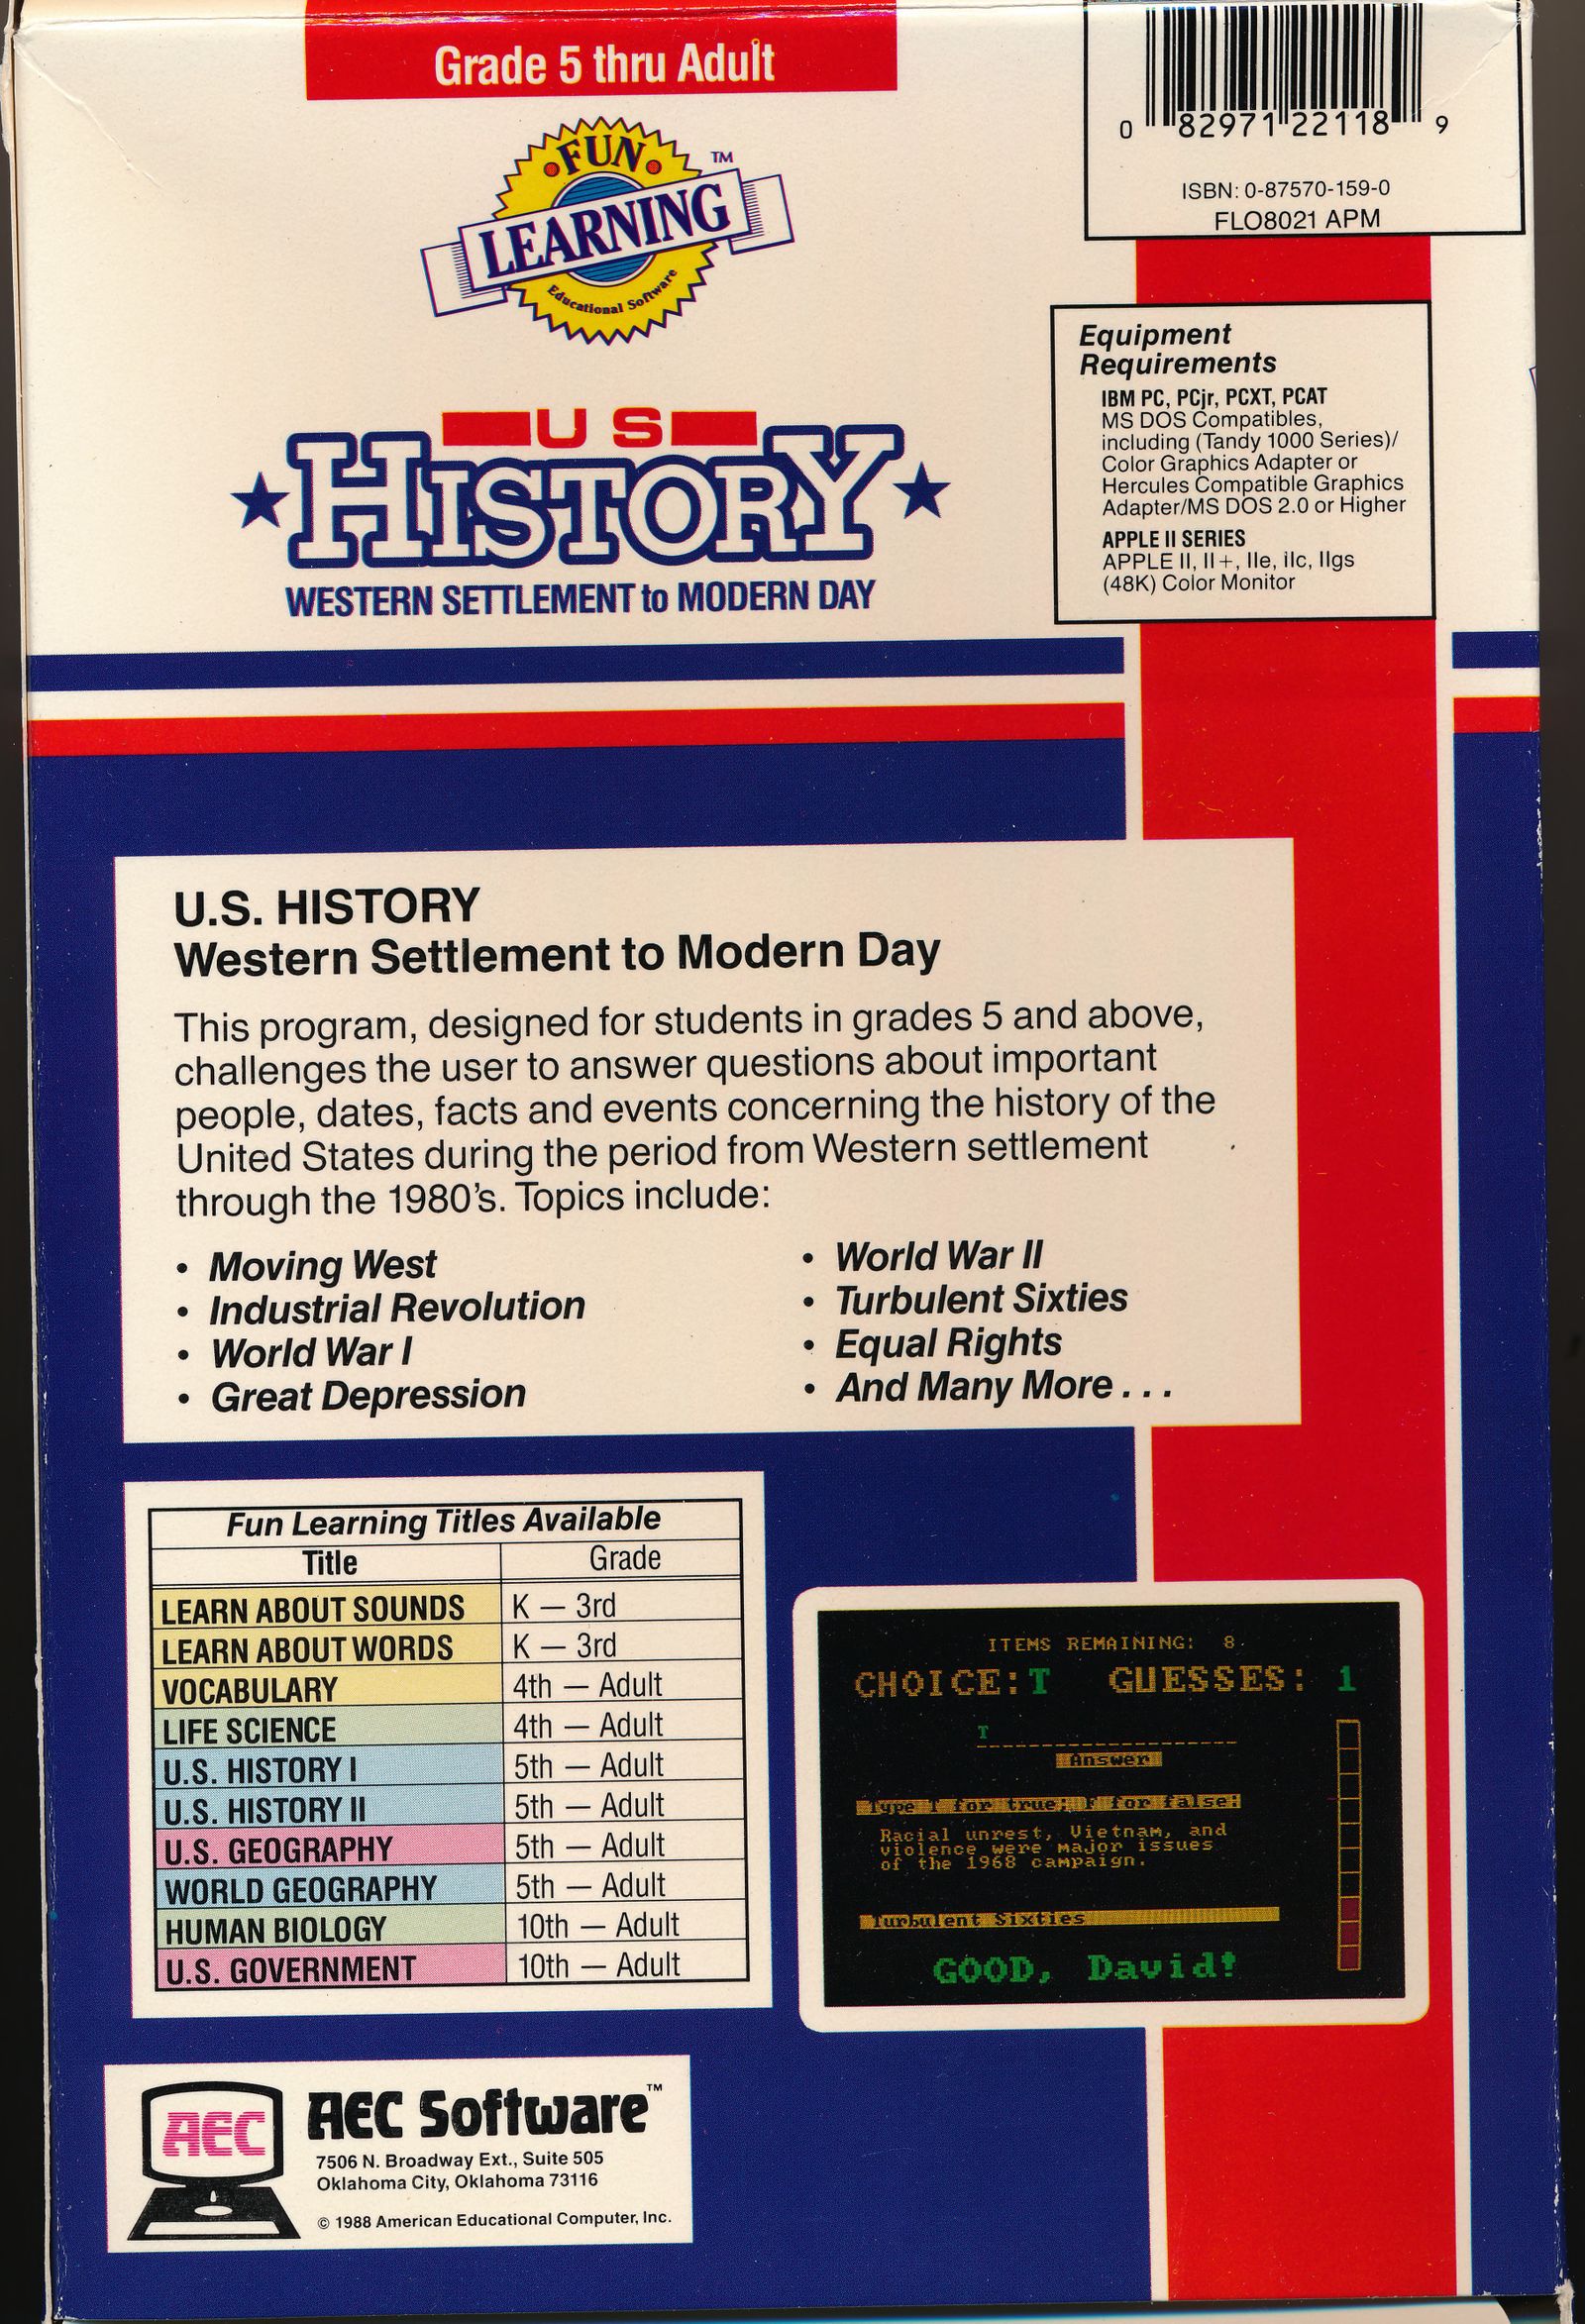 Grade 5 thru Adult
FUN
LEARNING
TM
Educational Software
0 82971 22118 9
ISBN: 0-87570-159-0
FLO8021 APM
Equipment
Requirements
IBM PC, PCjr, PCXT, PCAT
MS DOS Compatibles,
including (Tandy 1000 Series)/
Color Graphics Adapter or
Hercules Compatible Graphics
Adapter/MS DOS 2.0 or Higher
APPLE II SERIES
APPLE II, II+, IIe, iIc, IIgs
(48K) Color Monitor
U S
HISTORY
WESTERN SETTLEMENT to MODERN DAY
U.S. HISTORY
Western Settlement to Modern Day
This program, designed for students in grades 5 and above,
challenges the user to answer questions about important
people, dates, facts and events concerning the history of the
United States during the period from Western settlement
through the 1980's. Topics include:
• Moving West
• Industrial Revolution
• World War I
• Great Depression
• World War II
• Turbulent Sixties
• Equal Rights
• And Many More . . .
Fun Learning Titles Available
Title Grade
LEARN ABOUT SOUNDS K — 3rd
LEARN ABOUT WORDS K — 3rd
VOCABULARY 4th — Adult
LIFE SCIENCE 4th — Adult
U.S. HISTORY I 5th — Adult
U.S. HISTORY II 5th — Adult
U.S. GEOGRAPHY 5th — Adult
WORLD GEOGRAPHY 5th — Adult
HUMAN BIOLOGY 10th — Adult
U.S. GOVERNMENT 10th — Adult
ITEMS REMAINING: 8
CHOICE:T GUESSES: 1
T
Answer
Type T for true; F for false:
Racial unrest, Vietnam, and
violence were major issues
of the 1968 campaign.
Turbulent Sixties
GOOD, David!
AEC
AEC Software™
7506 N. Broadway Ext., Suite 505
Oklahoma City, Oklahoma 73116
© 1988 American Educational Computer, Inc.